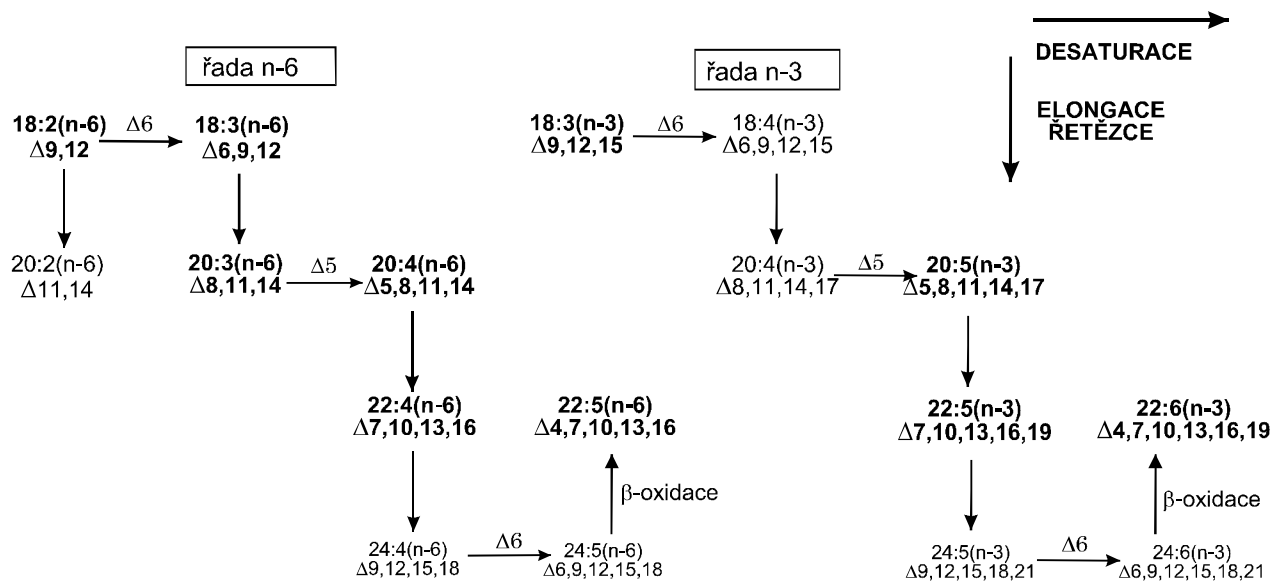 řada n-6
řada n-3
DESATURACE
ELONGACE
ŘETĚZCE
18:2(n-6)
Δ9,12
Δ6
18:3(n-6)
Δ6,9,12
18:3(n-3)
Δ9,12,15
Δ6
18:4(n-3)
Δ6,9,12,15
20:2(n-6)
Δ11,14
20:3(n-6)
Δ8,11,14
Δ5
20:4(n-6)
Δ5,8,11,14
20:4(n-3)
Δ8,11,14,17
Δ5
20:5(n-3)
Δ5,8,11,14,17
22:4(n-6)
Δ7,10,13,16
22:5(n-6)
Δ4,7,10,13,16
22:5(n-3)
Δ7,10,13,16,19
22:6(n-3)
Δ4,7,10,13,16,19
β-oxidace
β-oxidace
24:4(n-6)
Δ9,12,15,18
Δ6
24:5(n-6)
Δ6,9,12,15,18
24:5(n-3)
Δ9,12,15,18,21
Δ6
24:6(n-3)
Δ6,9,12,15,18,21